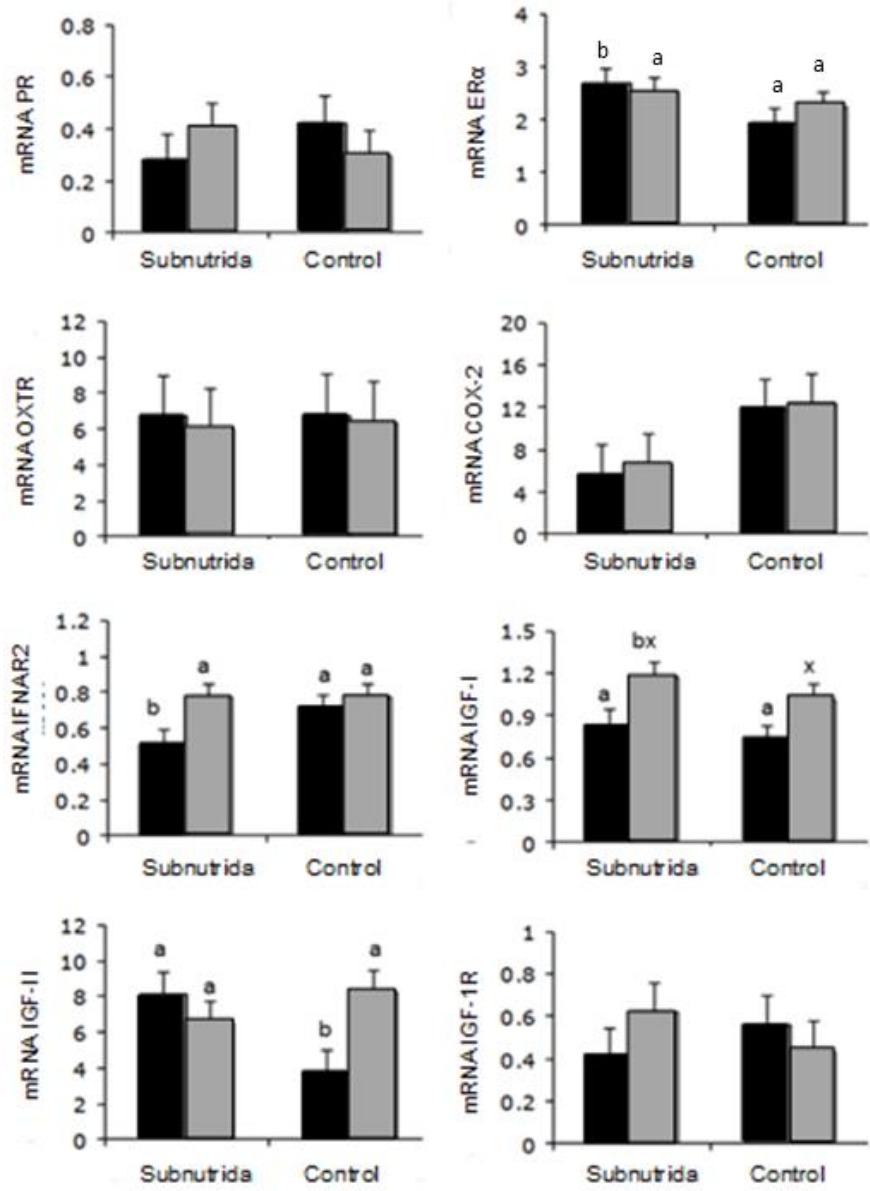 mRNA PR
0.8
0.6
0.4
0.2
0
Subnutrida Control
mRNA ERα
4
3
2
1
0
b a a a
Subnutrida Control
mRNA OXTR
12
10
8
6
4
2
0
Subnutrida Control
mRNA COX-2
20
16
12
8
4
0
Subnutrida Control
mRNA IFNAR2
1.2
1
0.8
0.6
0.4
0.2
0
b a a a
Subnutrida Control
mRNA IGF-I
1.5
1.2
0.9
0.6
0.3
0
a bx a x
Subnutrida Control
mRNA IGF-II
12
10
8
6
4
2
0
a a b a
Subnutrida Control
mRNA IGF-1R
1
0.8
0.6
0.4
0.2
0
Subnutrida Control